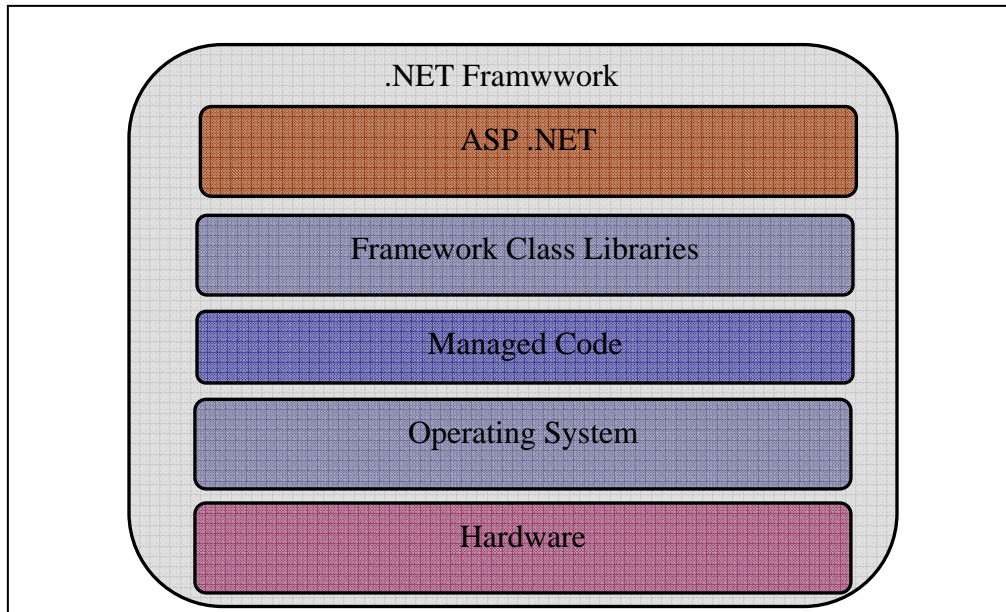 .NET Framwwork
ASP .NET
Framework Class Libraries
Managed Code
Operating System
Hardware